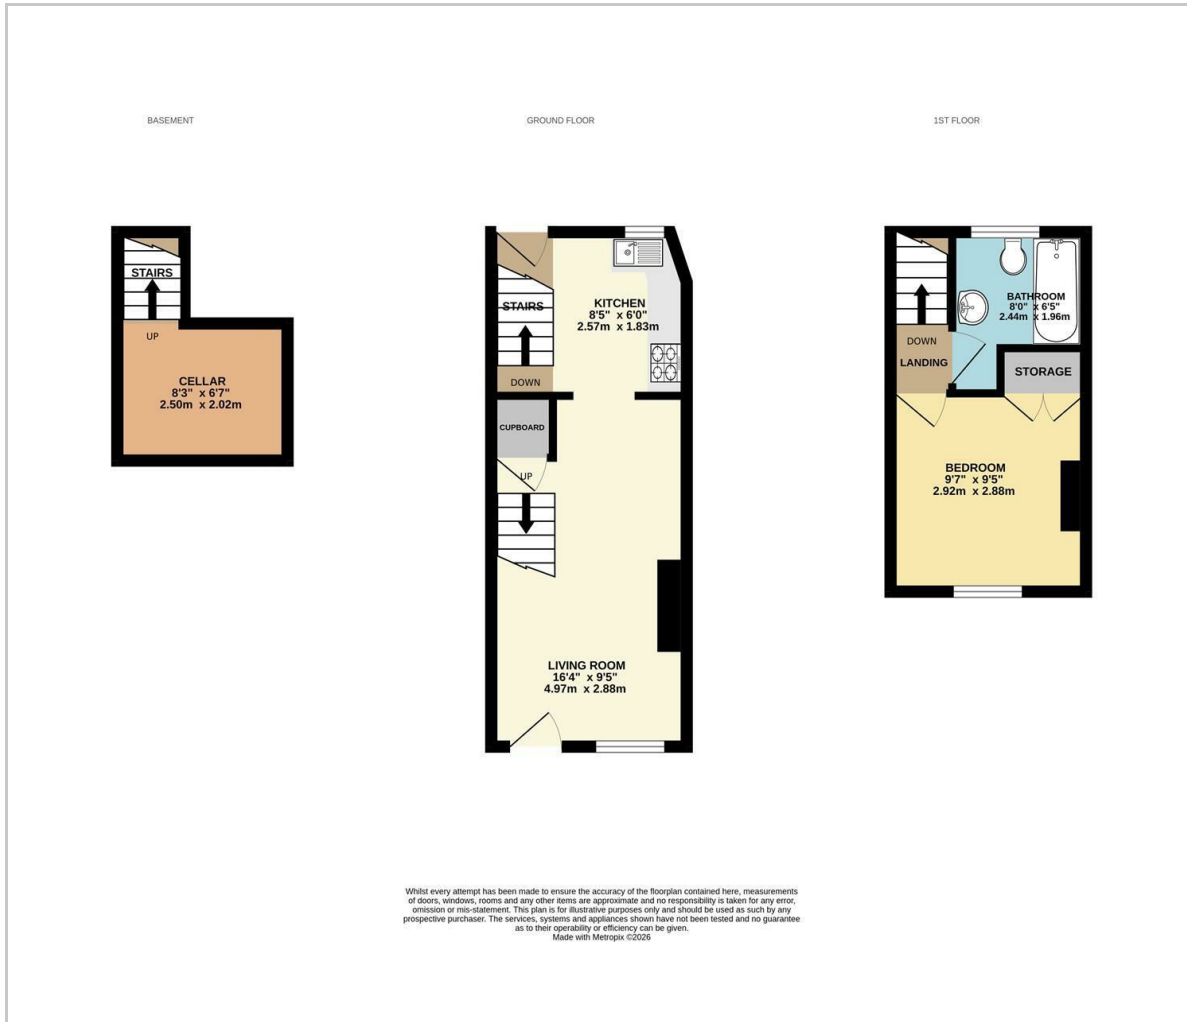 BASEMENT
STAIRS
UP
CELLAR
8'3" x 6'7"
2.50m x 2.02m
GROUND FLOOR
STAIRS
KITCHEN
8'5" x 6'0"
2.57m x 1.83m
DOWN
CUPBOARD
UP
LIVING ROOM
16'4" x 9'5"
4.97m x 2.88m
1ST FLOOR
BATHROOM
8'0" x 6'5"
2.44m x 1.96m
DOWN
LANDING
STORAGE
BEDROOM
9'7" x 9'5"
2.92m x 2.88m
Whilst every attempt has been made to ensure the accuracy of the floorplan contained here, measurements
of doors, windows, rooms and any other items are approximate and no responsibility is taken for any error,
omission or mis-statement. This plan is for illustrative purposes only and should be used as such by any
prospective purchaser. The services, systems and appliances shown have not been tested and no guarantee
as to their operability or efficiency can be given.
Made with Metropix ©2026